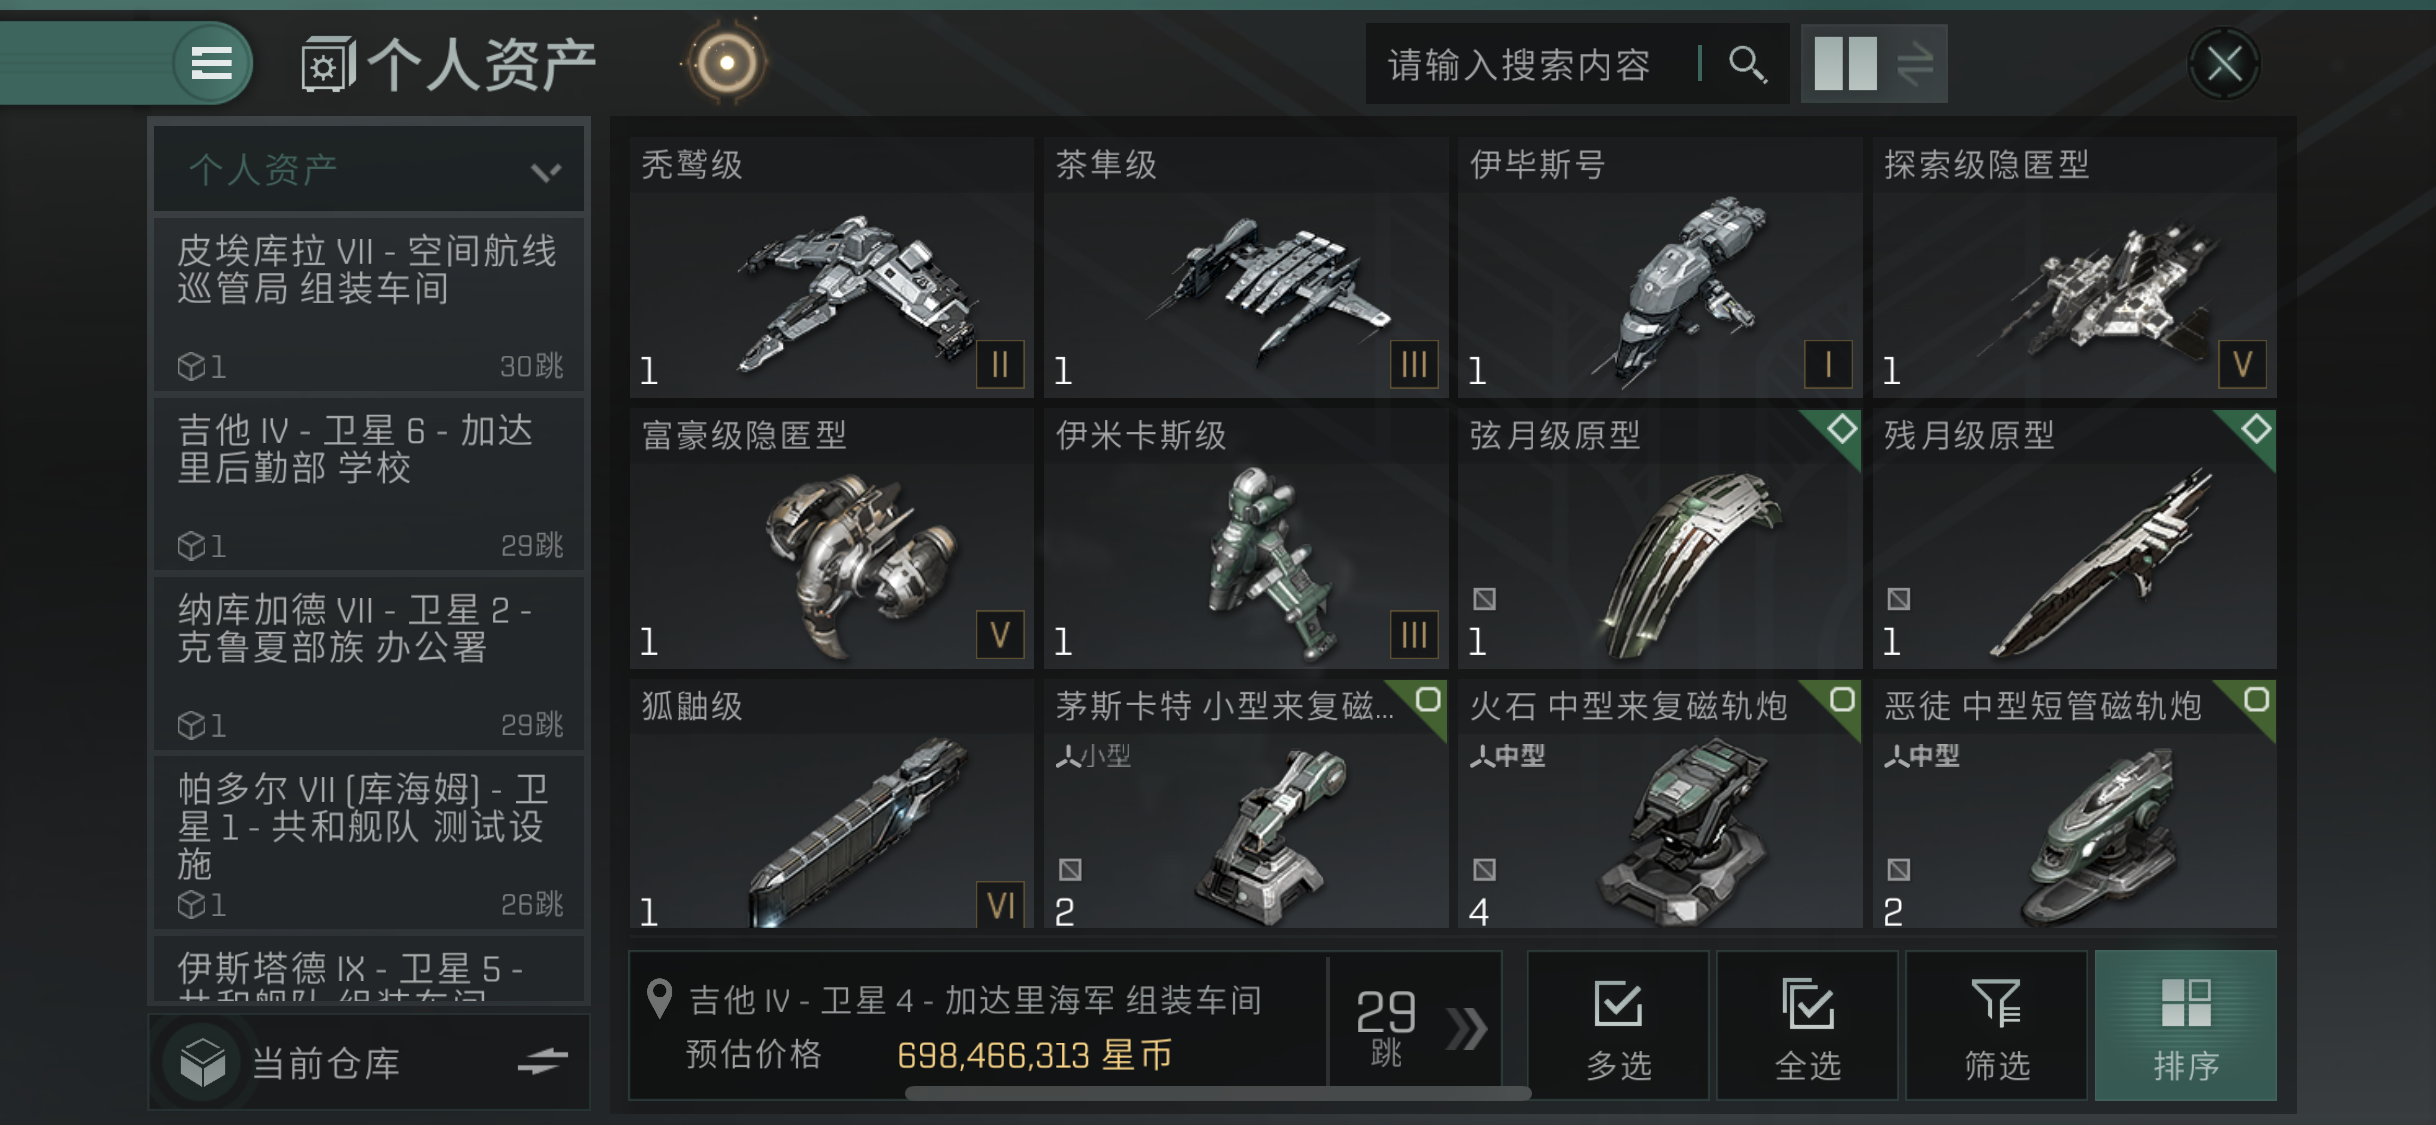 个人资产
请输入搜索内容
个人资产
皮埃库拉 VII - 空间航线
巡管局 组装车间
1
30跳
吉他 IV - 卫星 6 - 加达
里后勤部 学校
1
29跳
纳库加德 VII - 卫星 2 -
克鲁夏部族 办公署
1
29跳
帕多尔 VII (库海姆) - 卫
星 1 - 共和舰队 测试设
施
1
26跳
伊斯塔德 IX - 卫星 5 -
共和舰队 组装车间
当前仓库
秃鹫级
1
II
茶隼级
1
III
伊毕斯号
1
I
探索级隐匿型
1
V
富豪级隐匿型
1
V
伊米卡斯级
1
III
弦月级原型
1
残月级原型
1
狐鼬级
1
VI
茅斯卡特 小型来复磁...
小型
2
火石 中型来复磁轨炮
中型
4
恶徒 中型短管磁轨炮
中型
2
吉他 IV - 卫星 4 - 加达里海军 组装车间
预估价格 698,466,313 星币
29
跳
多选
全选
筛选
排序